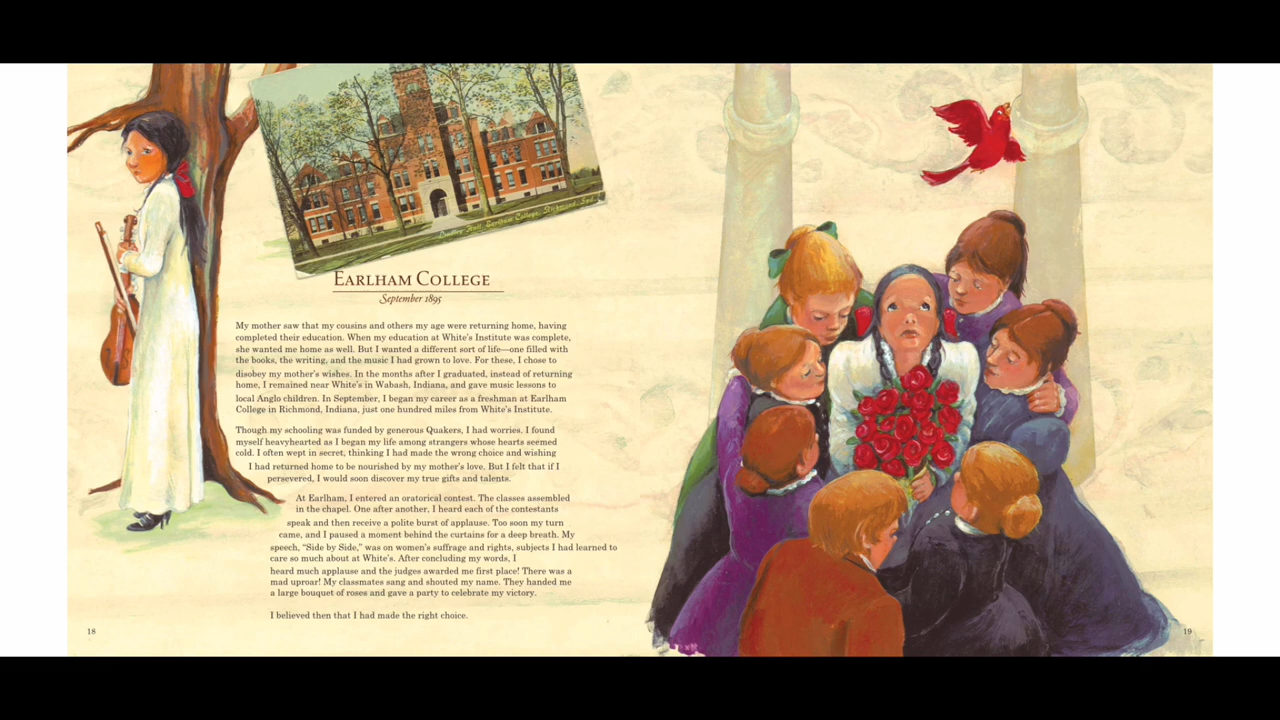 Bradley Hall Earlham College, Richmond, Ind.
EARLHAM COLLEGE
September 1895
My mother saw that my cousins and others my age were returning home, having
completed their education. When my education at White's Institute was complete,
she wanted me home as well. But I wanted a different sort of life—one filled with
the books, the writing, and the music I had grown to love. For these, I chose to
disobey my mother's wishes. In the months after I graduated, instead of returning
home, I remained near White's in Wabash, Indiana, and gave music lessons to
local Anglo children. In September, I began my career as a freshman at Earlham
College in Richmond, Indiana, just one hundred miles from White's Institute.
Though my schooling was funded by generous Quakers, I had worries. I found
myself heavyhearted as I began my life among strangers whose hearts seemed
cold. I often wept in secret, thinking I had made the wrong choice and wishing
I had returned home to be nourished by my mother's love. But I felt that if I
persevered, I would soon discover my true gifts and talents.
At Earlham, I entered an oratorical contest. The classes assembled
in the chapel. One after another, I heard each of the contestants
speak and then receive a polite burst of applause. Too soon my turn
came, and I paused a moment behind the curtains for a deep breath. My
speech, "Side by Side," was on women's suffrage and rights, subjects I had learned to
care so much about at White's. After concluding my words, I
heard much applause and the judges awarded me first place! There was a
mad uproar! My classmates sang and shouted my name. They handed me
a large bouquet of roses and gave a party to celebrate my victory.
I believed then that I had made the right choice.
18
19